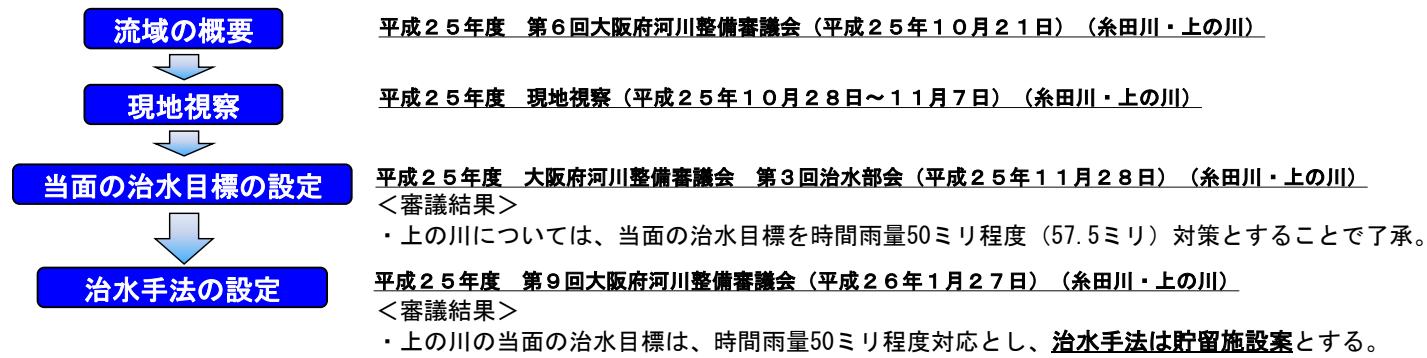 流域の概要
平成２５年度　第６回大阪府河川整備審議会（平成２５年１０月２１日）（糸田川・上の川）
現地視察
平成２５年度　現地視察（平成２５年１０月２８日～１１月７日）（糸田川・上の川）
当面の治水目標の設定
平成２５年度　大阪府河川整備審議会　第３回治水部会（平成２５年１１月２８日）（糸田川・上の川）
＜審議結果＞
・上の川については、当面の治水目標を時間雨量50ミリ程度（57.5ミリ）対策とすることで了承。
治水手法の設定
平成２５年度　第９回大阪府河川整備審議会（平成２６年１月２７日）（糸田川・上の川）
＜審議結果＞
・上の川の当面の治水目標は、時間雨量50ミリ程度対応とし、治水手法は貯留施設案とする。